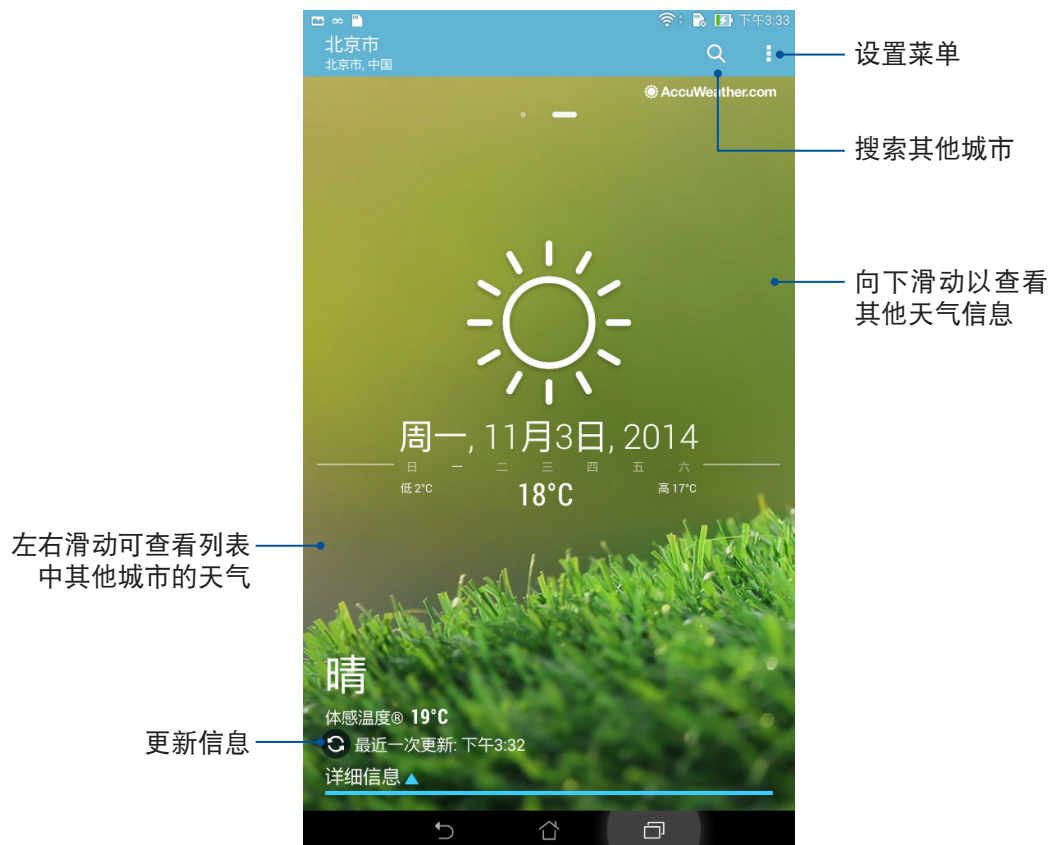 下午3:33
北京市
北京市, 中国
AccuWeather.com
设置菜单
搜索其他城市
向下滑动以查看
其他天气信息
周一, 11月3日, 2014
日 一 二 三 四 五 六
低 2°C
18°C
高 17°C
左右滑动可查看列表
中其他城市的天气
晴
体感温度® 19°C
更新信息
最近一次更新: 下午3:32
详细信息